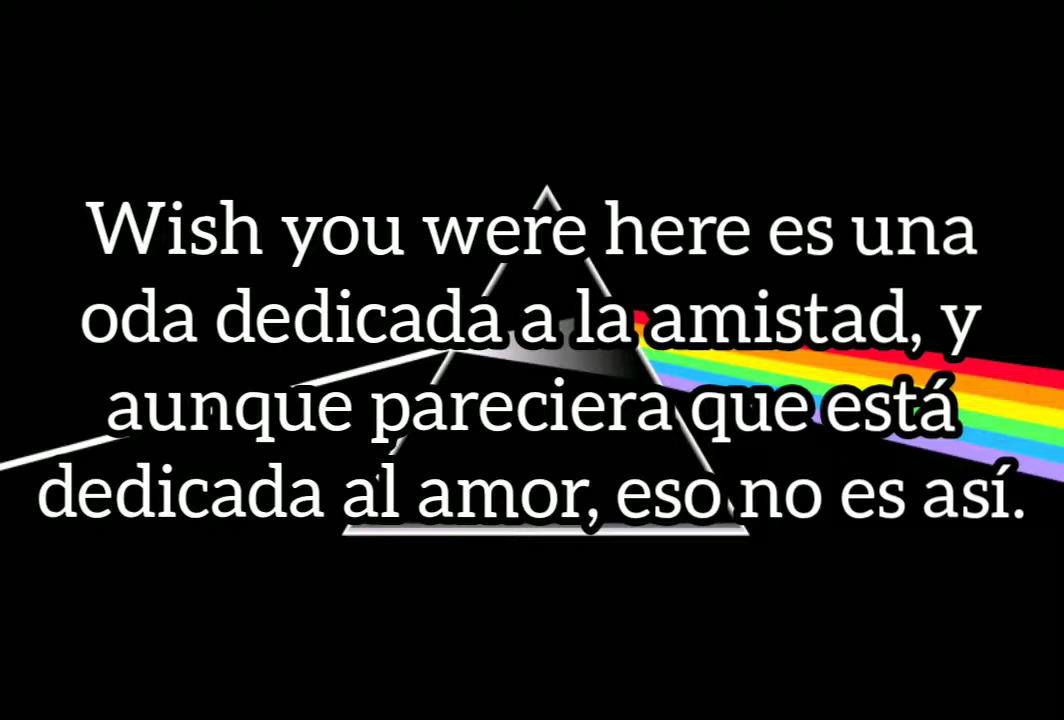 Wish you were here es una
oda dedicada a la amistad, y
aunque pareciera que está
dedicada al amor, eso no es así.